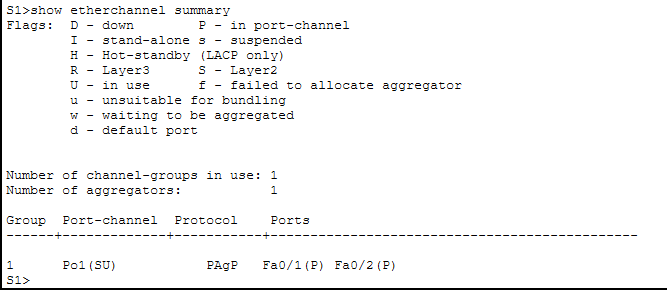 S1>show etherchannel summary
Flags:  D - down        P - in port-channel
        I - stand-alone s - suspended
        H - Hot-standby (LACP only)
        R - Layer3      S - Layer2
        U - in use      f - failed to allocate aggregator
        u - unsuitable for bundling
        w - waiting to be aggregated
        d - default port
Number of channel-groups in use: 1
Number of aggregators:           1
Group  Port-channel  Protocol    Ports
------+-------------+-----------+----------------------------------------------
1      Po1(SU)           PAgP   Fa0/1(P) Fa0/2(P)
S1>